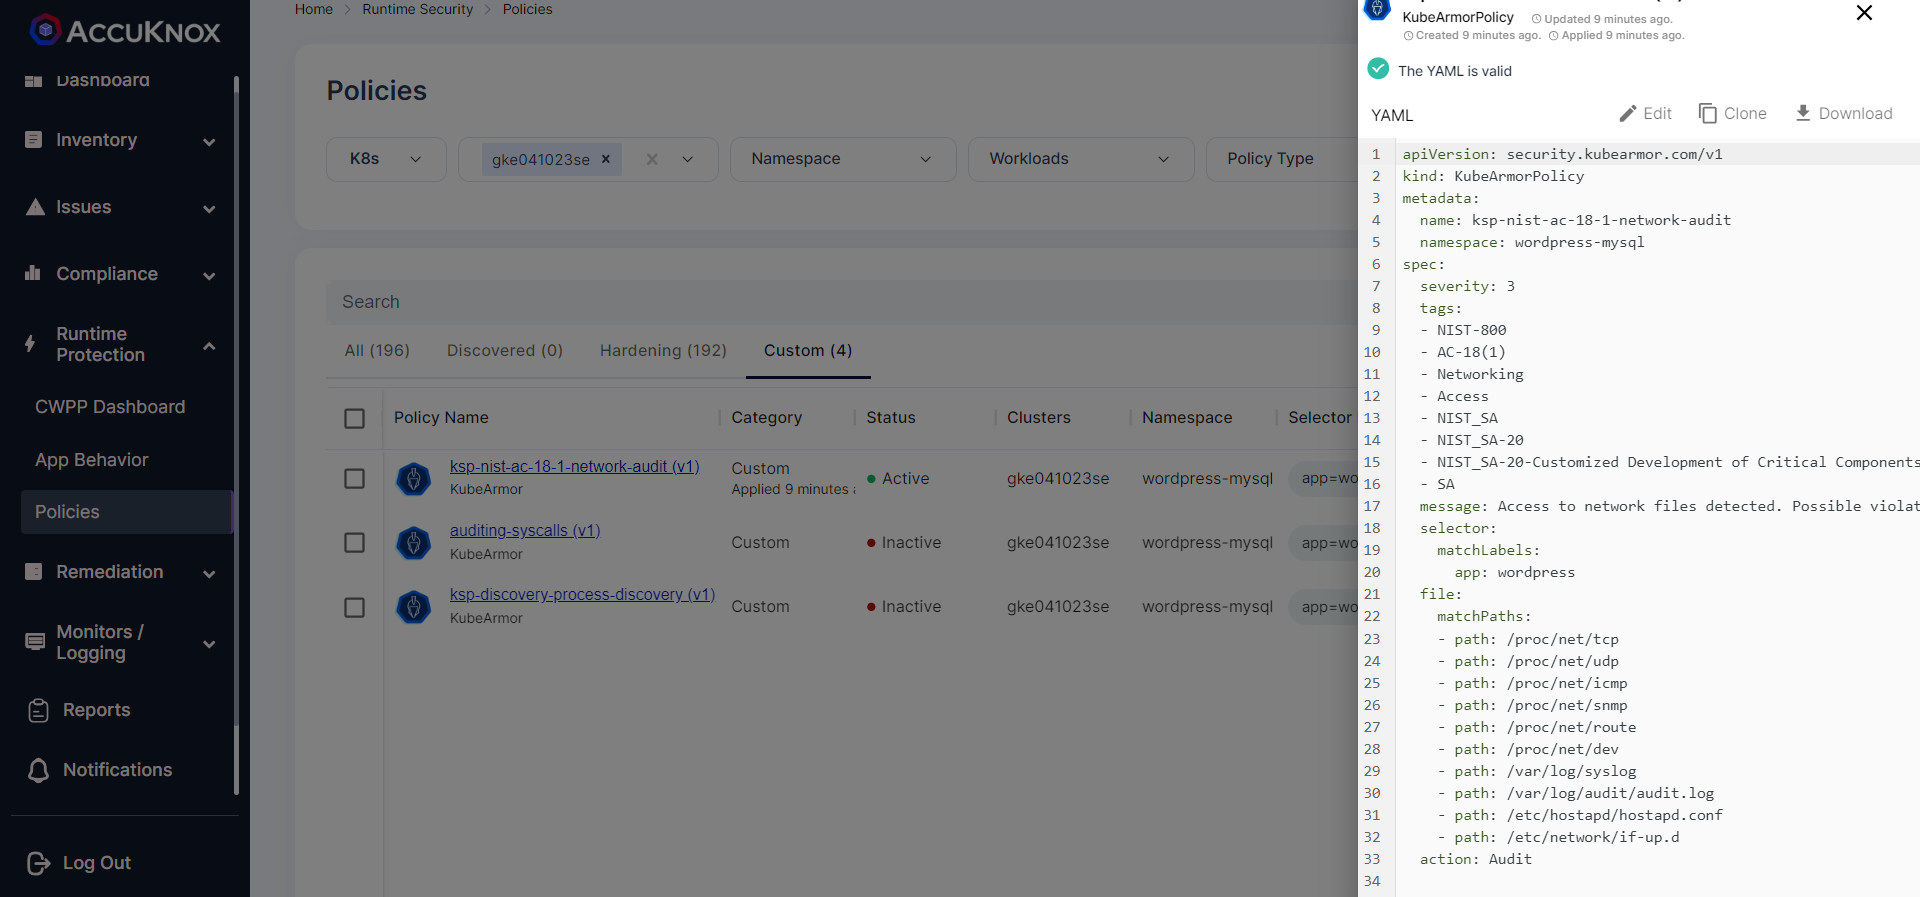 ACCUKNOX
Dashboard
Inventory
Issues
Compliance
Runtime
Protection
CWPP Dashboard
App Behavior
Policies
Remediation
Monitors /
Logging
Reports
Notifications
Log Out
Home > Runtime Security > Policies
Policies
K8s
gke041023se ×
Namespace
Workloads
Policy Type
Search
All (196)
Discovered (0)
Hardening (192)
Custom (4)
Policy Name Category Status Clusters Namespace Selector
ksp-nist-ac-18-1-network-audit (v1)
KubeArmor
Custom
Applied 9 minutes
Active
gke041023se
wordpress-mysql
app=wo
auditing-syscalls (v1)
KubeArmor
Custom
Inactive
gke041023se
wordpress-mysql
app=wo
ksp-discovery-process-discovery (v1)
KubeArmor
Custom
Inactive
gke041023se
wordpress-mysql
app=wo
KubeArmorPolicy
Updated 9 minutes ago.
Created 9 minutes ago. Applied 9 minutes ago.
The YAML is valid
YAML
Edit
Clone
Download
1 apiVersion: security.kubearmor.com/v1
2 kind: KubeArmorPolicy
3 metadata:
4 name: ksp-nist-ac-18-1-network-audit
5 namespace: wordpress-mysql
6 spec:
7 severity: 3
8 tags:
9 - NIST-800
10 - AC-18(1)
11 - Networking
12 - Access
13 - NIST_SA
14 - NIST_SA-20
15 - NIST_SA-20-Customized Development of Critical Components
16 - SA
17 message: Access to network files detected. Possible violat
18 selector:
19 matchLabels:
20 app: wordpress
21 file:
22 matchPaths:
23 - path: /proc/net/tcp
24 - path: /proc/net/udp
25 - path: /proc/net/icmp
26 - path: /proc/net/snmp
27 - path: /proc/net/route
28 - path: /proc/net/dev
29 - path: /var/log/syslog
30 - path: /var/log/audit/audit.log
31 - path: /etc/hostapd/hostapd.conf
32 - path: /etc/network/if-up.d
33 action: Audit
34